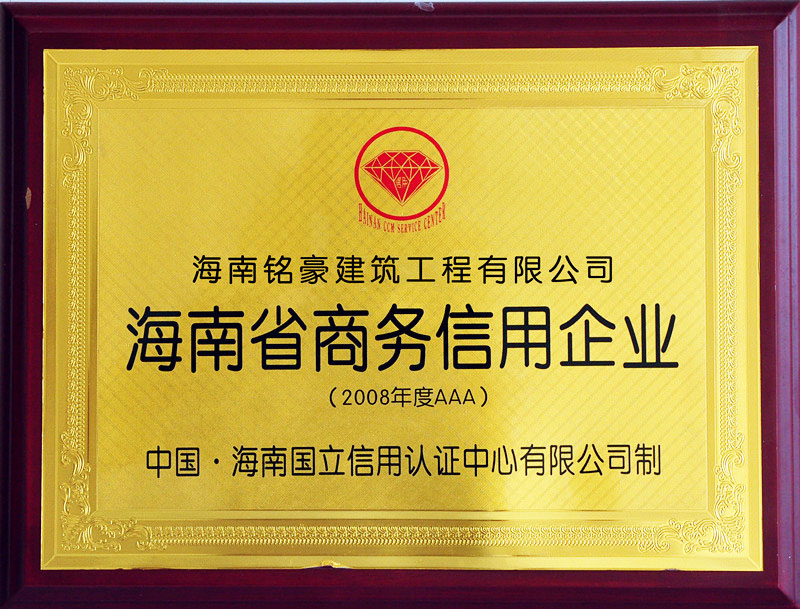 HAINAN CCM SERVICE CENTER
海南铭豪建筑工程有限公司
海南省商务信用企业
（2008年度AAA）
中国·海南国立信用认证中心有限公司制